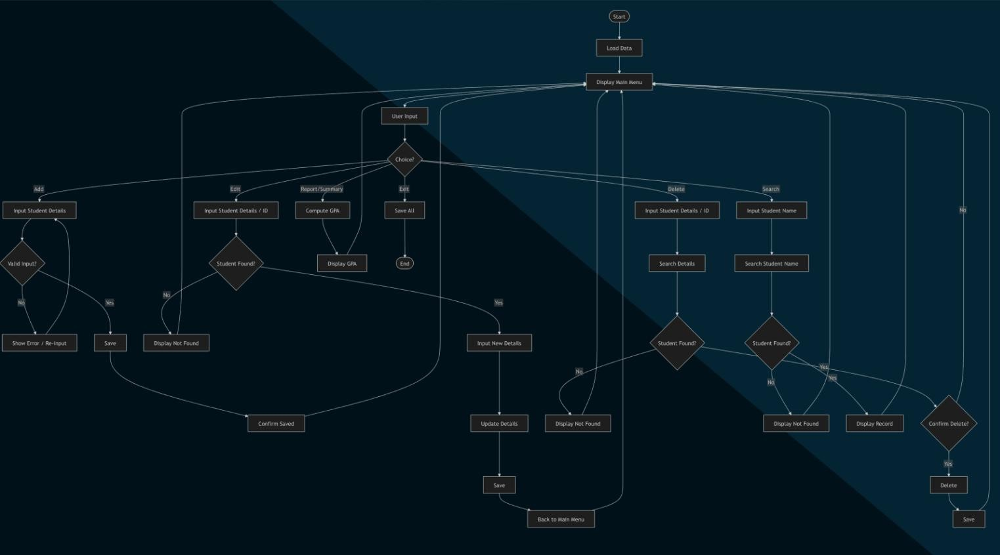 Start
Load Data
Display Main Menu
User Input
Choice?
Add
Edit
Report/Summary
Exit
Delete
Search
Input Student Details
Input Student Details / ID
Compute GPA
Save All
Input Student Details / ID
Input Student Name
No
Valid Input?
Student Found?
Display GPA
End
Search Details
Search Student Name
No
Yes
No
Yes
Show Error / Re-input
Save
Display Not Found
Input New Details
Student Found?
Student Found?
No
Yes
Yes
No
Confirm Saved
Update Details
Display Not Found
Display Not Found
Display Record
Confirm Delete?
Yes
Save
Delete
Back to Main Menu
Save